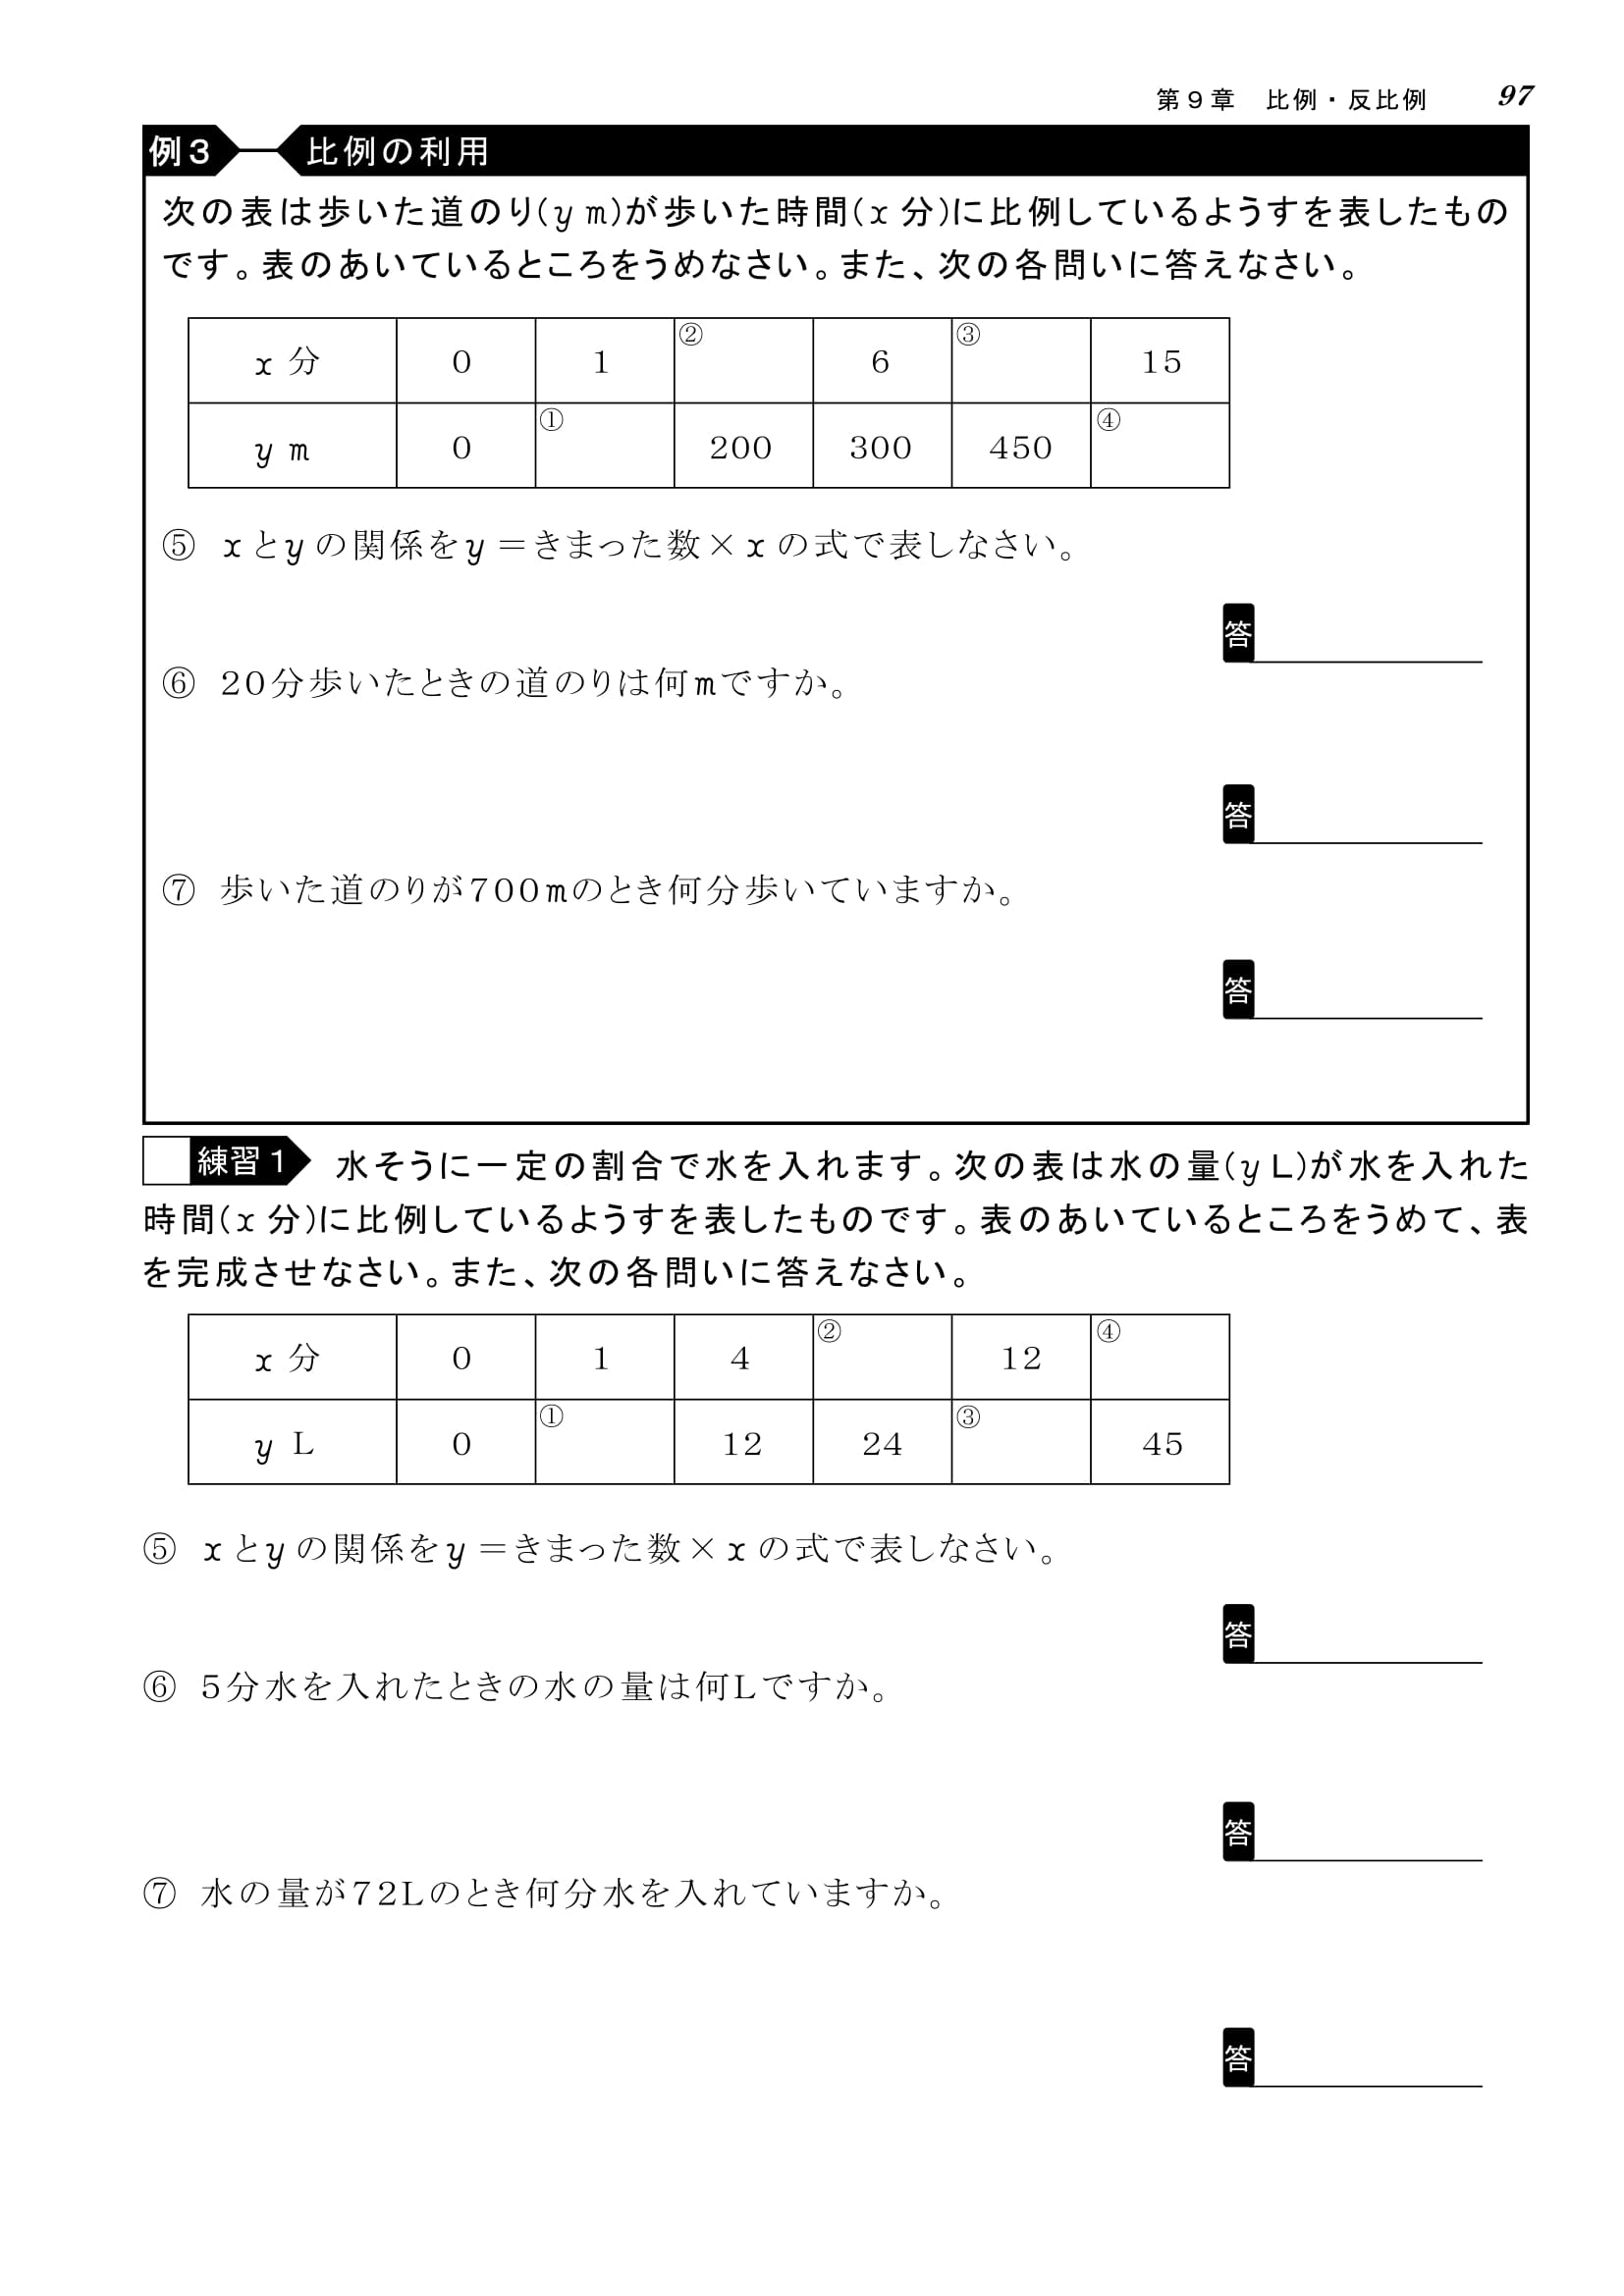 第9章　比例・反比例　97
例3　比例の利用
次の表は歩いた道のり(y m)が歩いた時間(x 分)に比例しているようすを表したもの
です。表のあいているところをうめなさい。また、次の各問いに答えなさい。
x 分　0　1　②　6　③　15
y m　0　①　200　300　450　④
⑤ xとyの関係をy＝きまった数×xの式で表しなさい。
答
⑥ 20分歩いたときの道のりは何mですか。
答
⑦ 歩いた道のりが700mのとき何分歩いていますか。
答
練習1　水そうに一定の割合で水を入れます。次の表は水の量(y L)が水を入れた
時間(x 分)に比例しているようすを表したものです。表のあいているところをうめて、表
を完成させなさい。また、次の各問いに答えなさい。
x 分　0　1　4　②　12　④
y L　0　①　12　24　③　45
⑤ xとyの関係をy＝きまった数×xの式で表しなさい。
答
⑥ 5分水を入れたときの水の量は何Lですか。
答
⑦ 水の量が72Lのとき何分水を入れていますか。
答